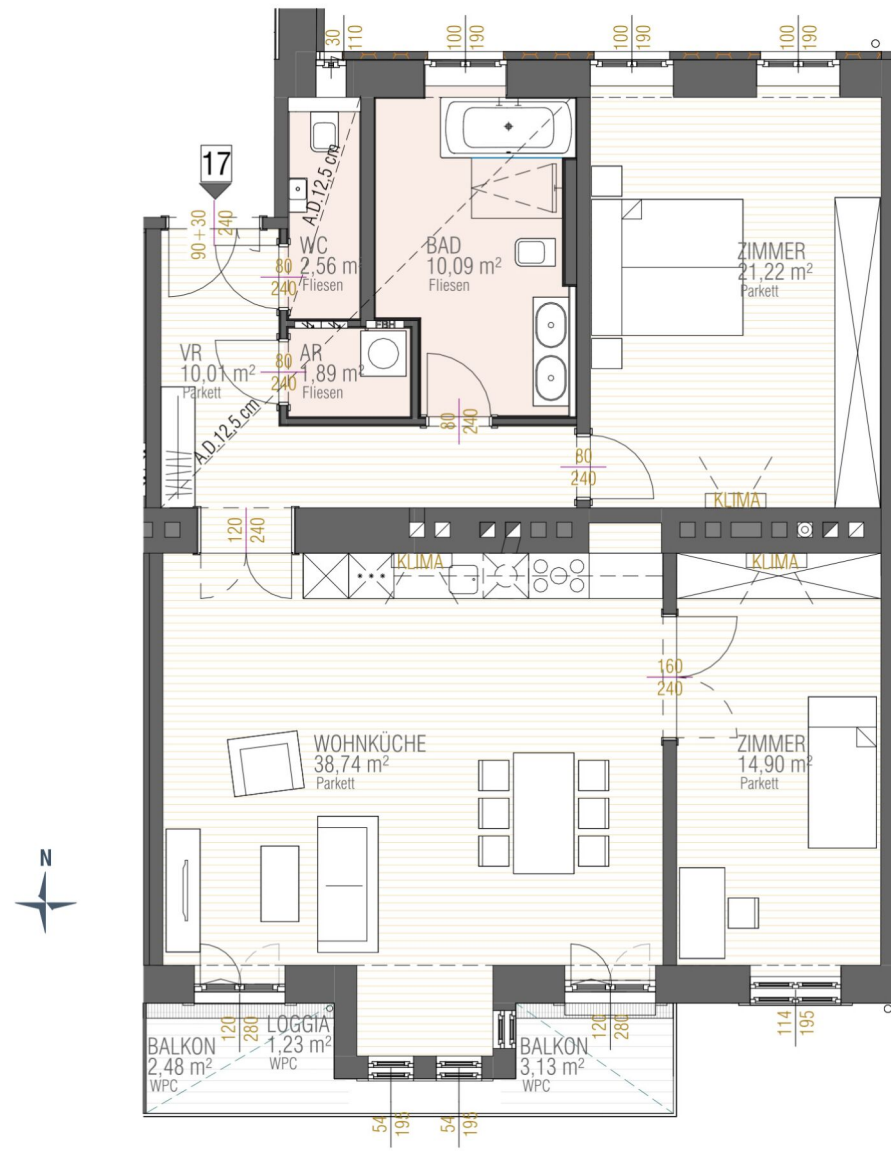 30
110
100
190
100
190
100
190
17
90+30
240
A.D.12,5 cm
WC
2,56 m
Fliesen
80
240
BAD
10,09 m²
Fliesen
ZIMMER
21,22 m²
Parkett
VR
10,01 m²
Parkett
80
240
AR
1,89 m²
Fliesen
A.D.12,5 cm
80
240
80
240
KLIMA
120
240
KLIMA
KLIMA
160
240
WOHNKÜCHE
38,74 m²
Parkett
ZIMMER
14,90 m²
Parkett
N
120
280
LOGGIA
1,23 m²
WPC
BALKON
2,48 m²
WPC
120
280
BALKON
3,13 m²
WPC
114
195
54
195
54
195